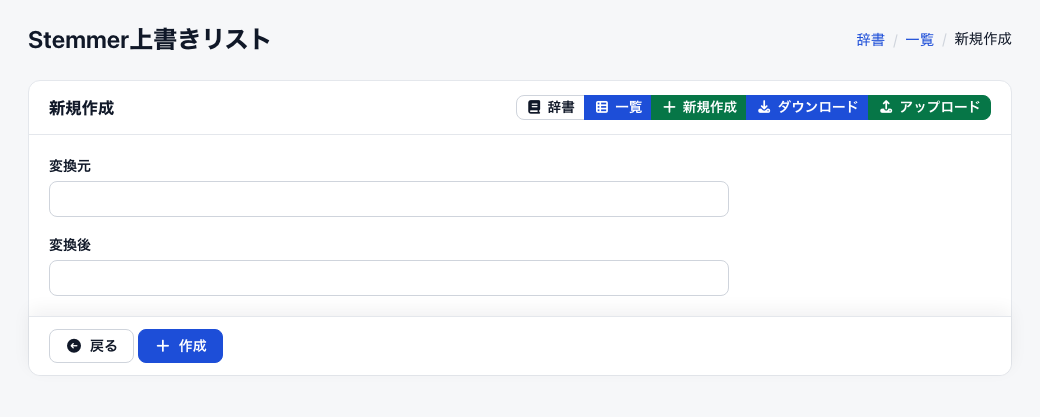 Stemmer上書きリスト
辞書 / 一覧 / 新規作成
新規作成
辞書 一覧 新規作成 ダウンロード アップロード
変換元
変換後
戻る 作成